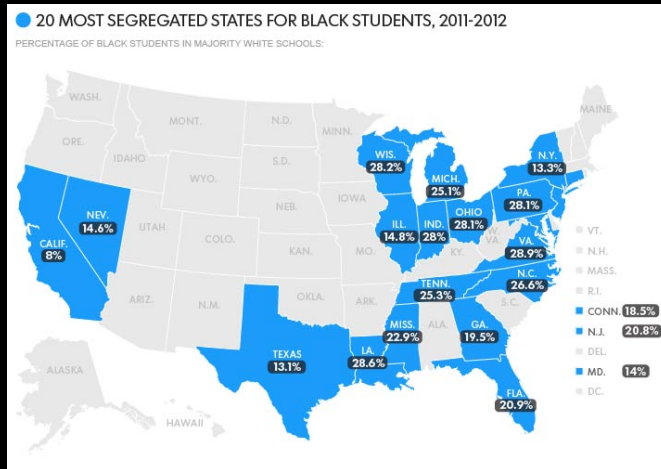 20 MOST SEGREGATED STATES FOR BLACK STUDENTS, 2011-2012
PERCENTAGE OF BLACK STUDENTS IN MAJORITY WHITE SCHOOLS:
WASH.
MONT.
N.D.
MINN.
MAINE
ORE.
IDAHO
S.D.
WIS.
28.2%
MICH.
25.1%
N.Y.
13.3%
WYO.
NEB.
IOWA
PA.
28.1%
NEV.
14.6%
UTAH
COLO.
ILL.
14.8%
IND.
28%
OHIO
28.1%
W.
VA.
VA.
28.9%
CALIF.
8%
KAN.
MO.
KY.
N.C.
26.6%
TENN.
25.3%
ARIZ.
N.M.
OKLA.
ARK.
S.C.
MISS.
22.9%
ALA.
GA.
19.5%
TEXAS
13.1%
LA.
28.6%
FLA.
20.9%
ALASKA
HAWAII
VT.
N.H.
MASS.
R.I.
CONN. 18.5%
N.J. 20.8%
DEL.
MD. 14%
DC.